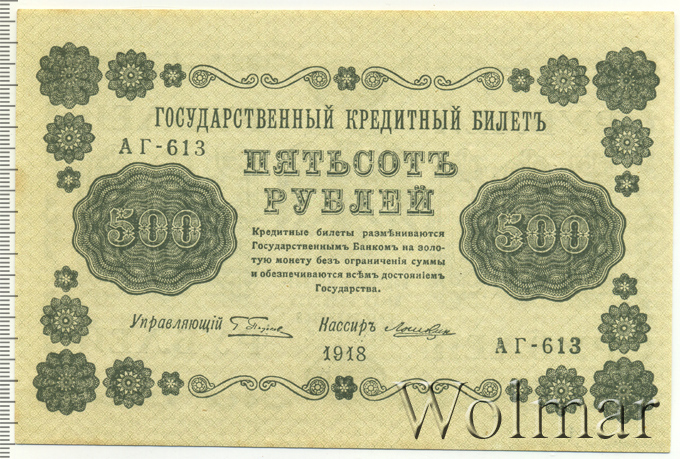 ГОСУДАРСТВЕННЫЙ КРЕДИТНЫЙ БИЛЕТЪ
АГ-613
ПЯТЬСОТЪ
РУБЛЕЙ
500
500
Кредитные билеты размѣниваются
Государственнымъ Банкомъ на золо-
тую монету безъ ограниченія суммы
и обезпечиваются всѣмъ достояніемъ
Государства.
Управляющій
Кассиръ
1918
АГ-613
Wolmar